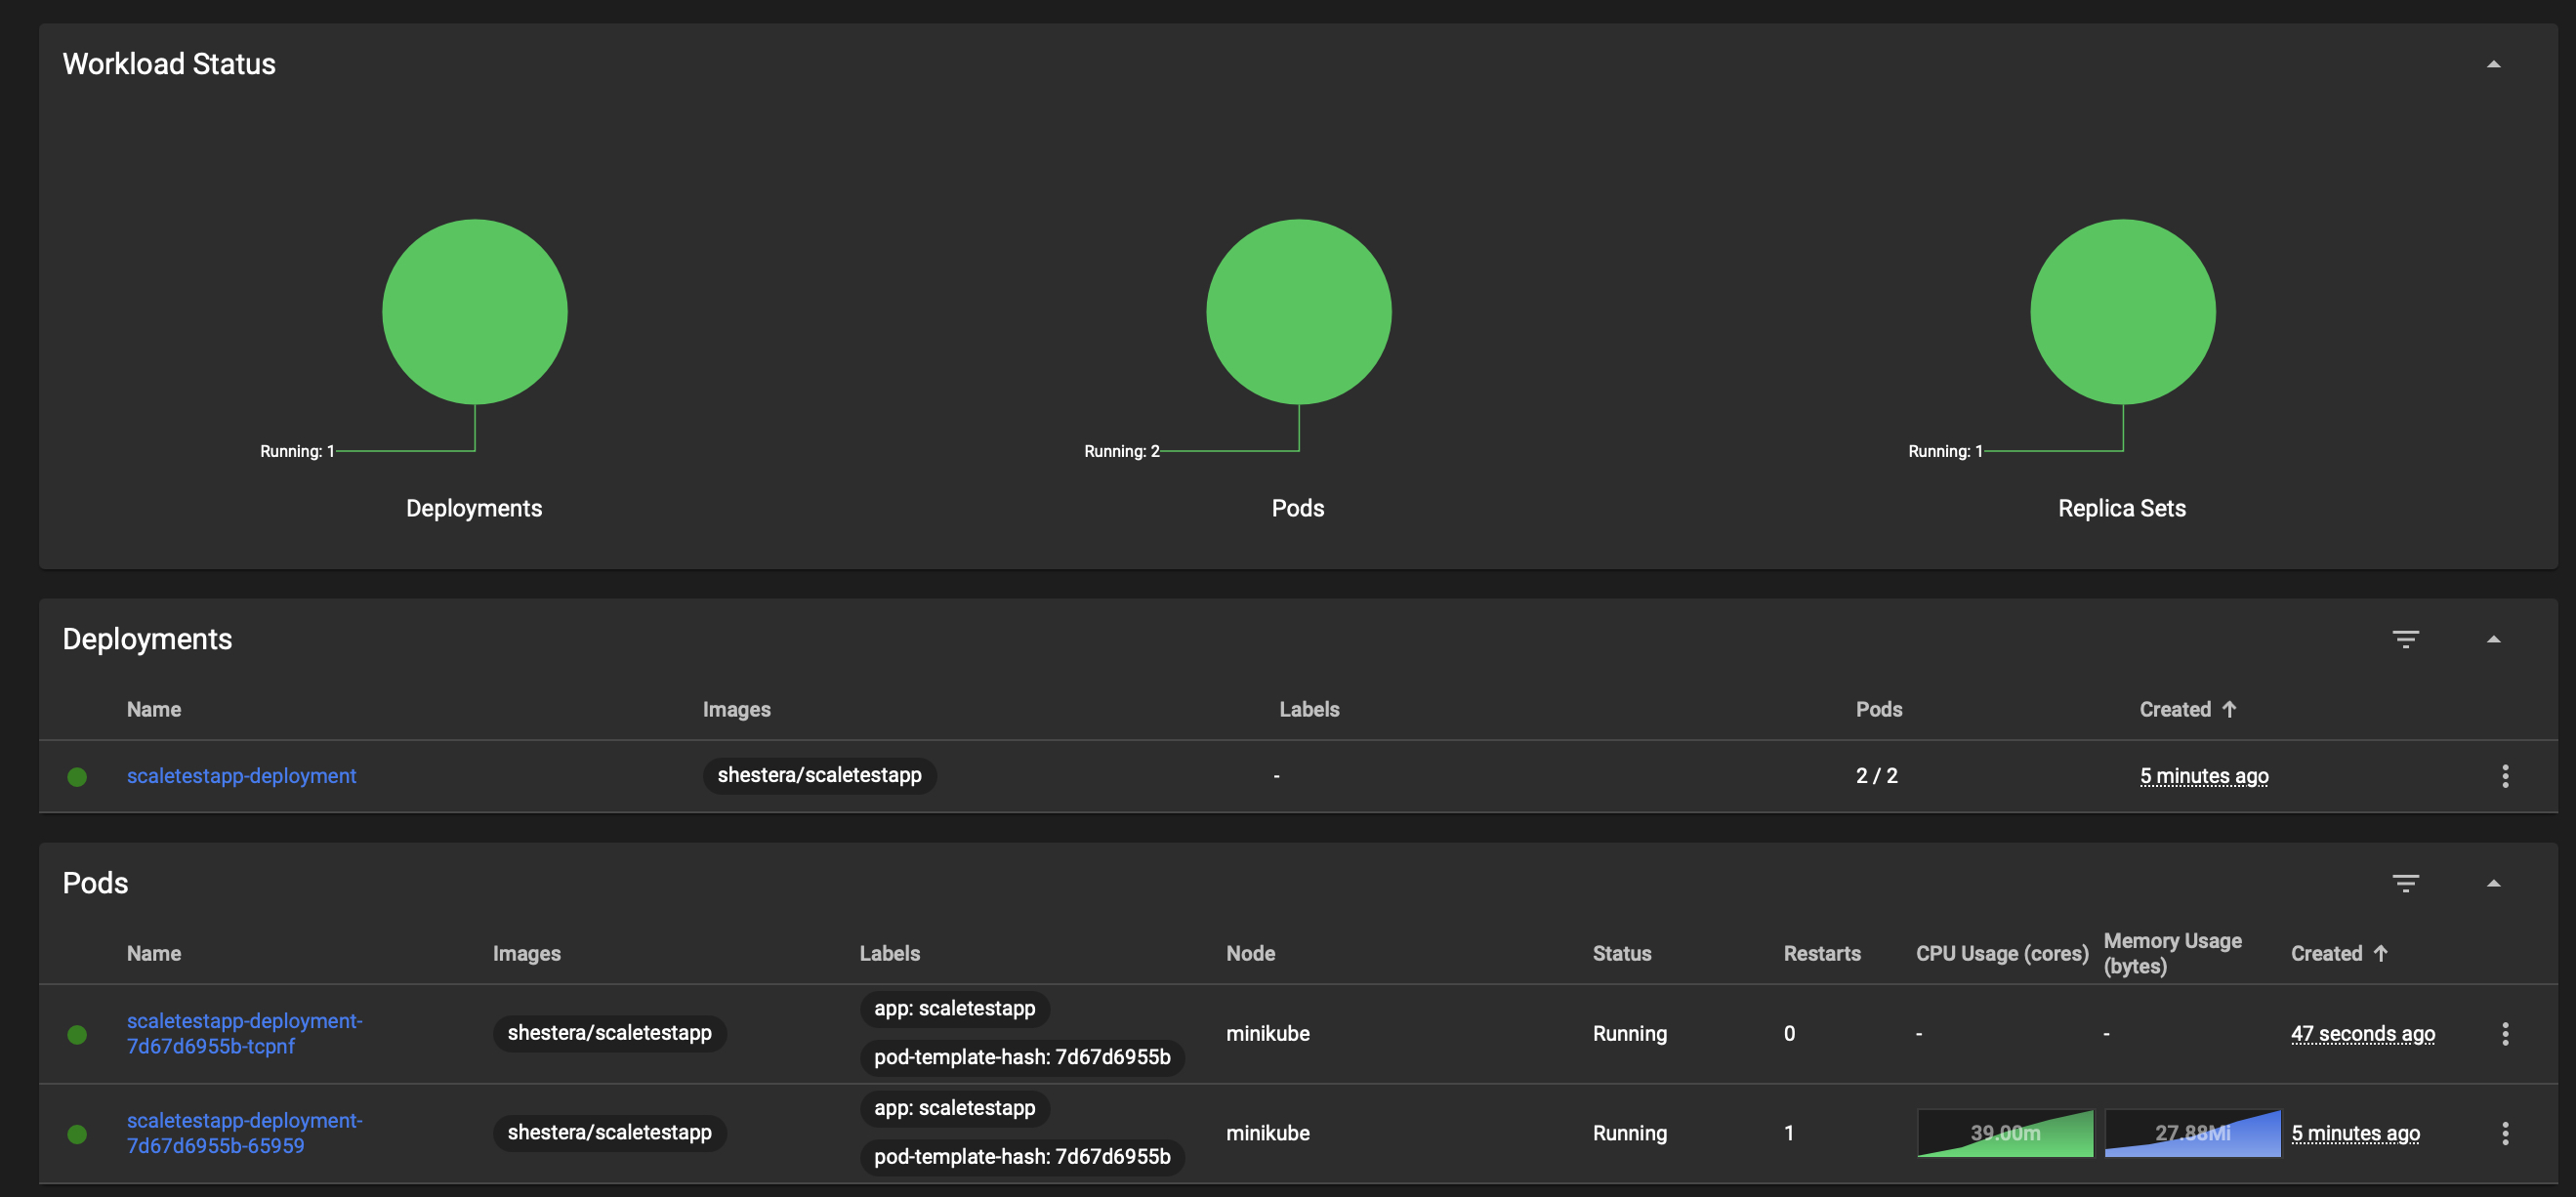 Workload Status
Running: 1
Deployments
Running: 2
Pods
Running: 1
Replica Sets
Deployments
Name Images Labels Pods Created
scaletestapp-deployment shestera/scaletestapp - 2 / 2 5 minutes ago
Pods
Name Images Labels Node Status Restarts CPU Usage (cores) Memory Usage
(bytes) Created
scaletestapp-deployment-
7d67d6955b-tcpnf
shestera/scaletestapp
app: scaletestapp
pod-template-hash: 7d67d6955b
minikube Running 0 - - 47 seconds ago
scaletestapp-deployment-
7d67d6955b-65959
shestera/scaletestapp
app: scaletestapp
pod-template-hash: 7d67d6955b
minikube Running 1 39.00m 27.88Mi 5 minutes ago